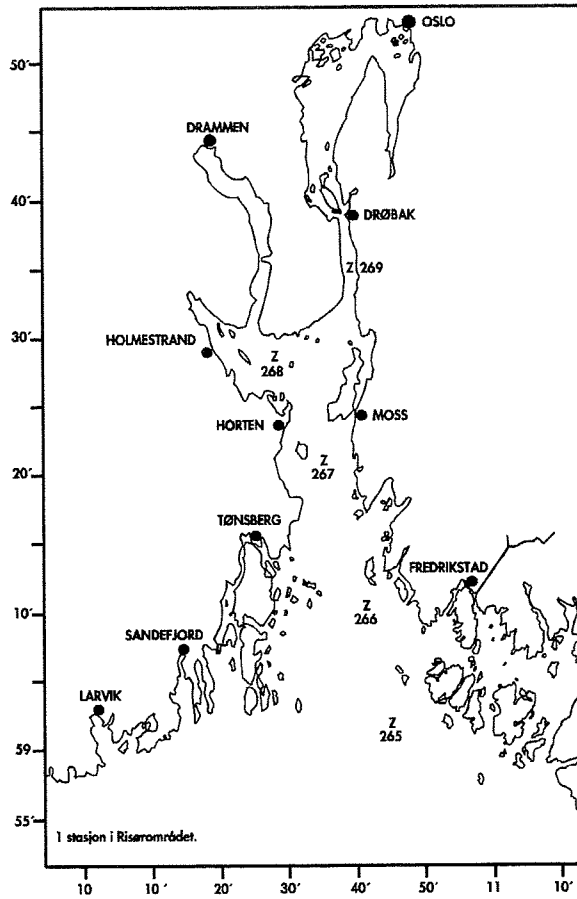 OSLO
50′
DRAMMEN
40′
DRØBAK
Z 269
30′
HOLMESTRAND
Z
268
MOSS
HORTEN
Z
267
20′
TØNSBERG
FREDRIKSTAD
10′
Z
266
SANDEFJORD
LARVIK
Z
265
59
55′
1 stasjon i Risørområdet.
10 10′ 20′ 30′ 40′ 50′ 11 10′